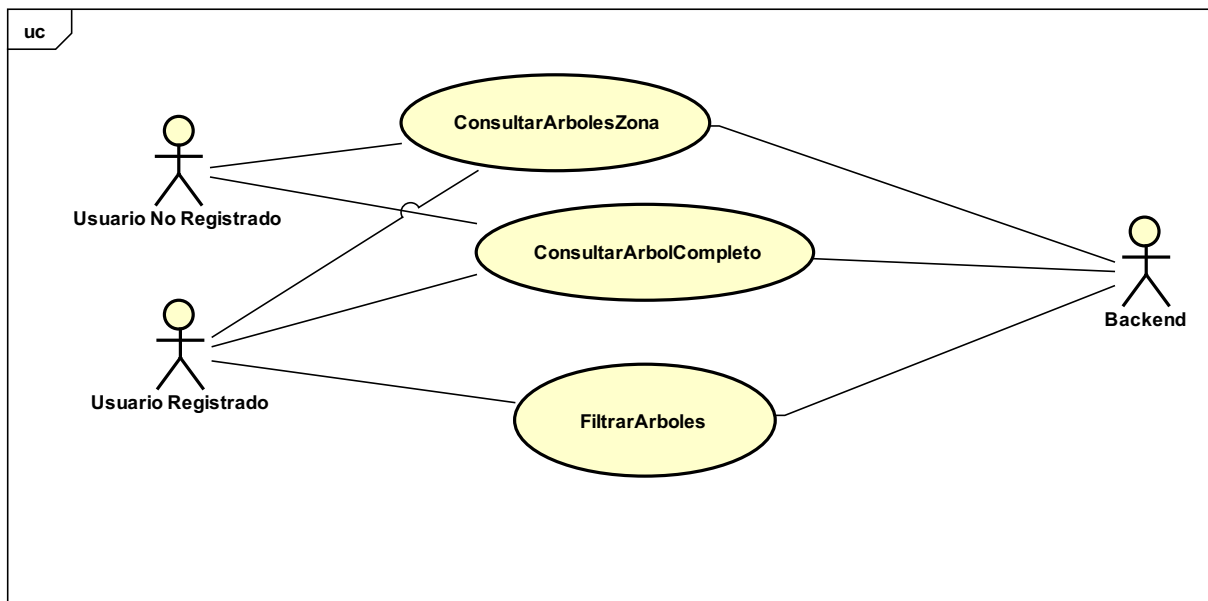 uc
ConsultarArbolesZona
Usuario No Registrado
ConsultarArbolCompleto
Backend
Usuario Registrado
FiltrarArboles